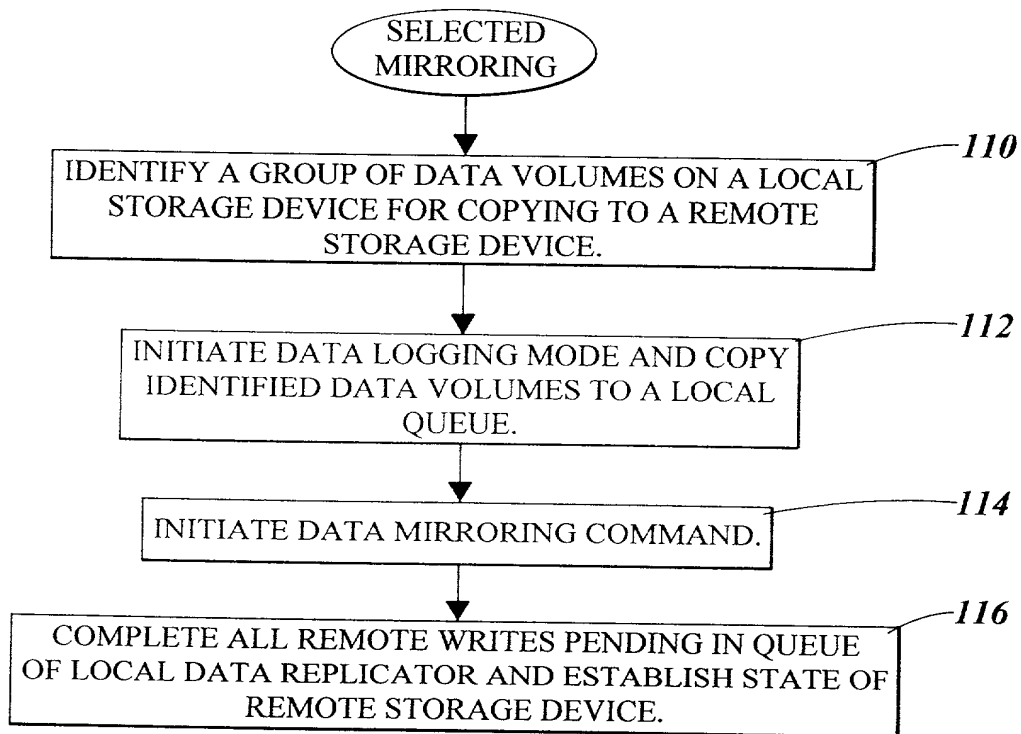 SELECTED
MIRRORING
110
IDENTIFY A GROUP OF DATA VOLUMES ON A LOCAL
STORAGE DEVICE FOR COPYING TO A REMOTE
STORAGE DEVICE.
112
INITIATE DATA LOGGING MODE AND COPY
IDENTIFIED DATA VOLUMES TO A LOCAL
QUEUE.
114
INITIATE DATA MIRRORING COMMAND.
116
COMPLETE ALL REMOTE WRITES PENDING IN QUEUE
OF LOCAL DATA REPLICATOR AND ESTABLISH STATE OF
REMOTE STORAGE DEVICE.